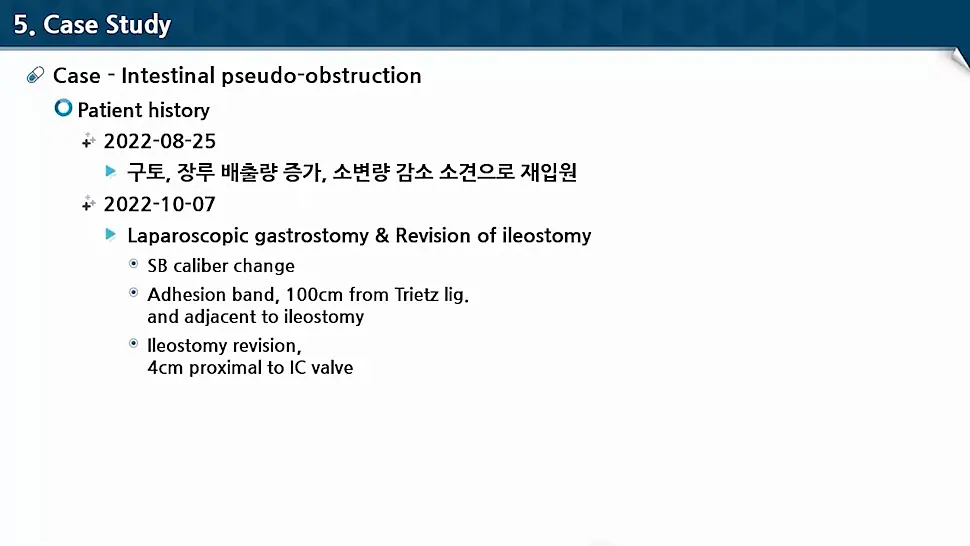 5. Case Study
Case - Intestinal pseudo-obstruction
Patient history
2022-08-25
구토, 장루 배출량 증가, 소변량 감소 소견으로 재입원
2022-10-07
Laparoscopic gastrostomy & Revision of ileostomy
SB caliber change
Adhesion band, 100cm from Trietz lig.
and adjacent to ileostomy
Ileostomy revision,
4cm proximal to IC valve